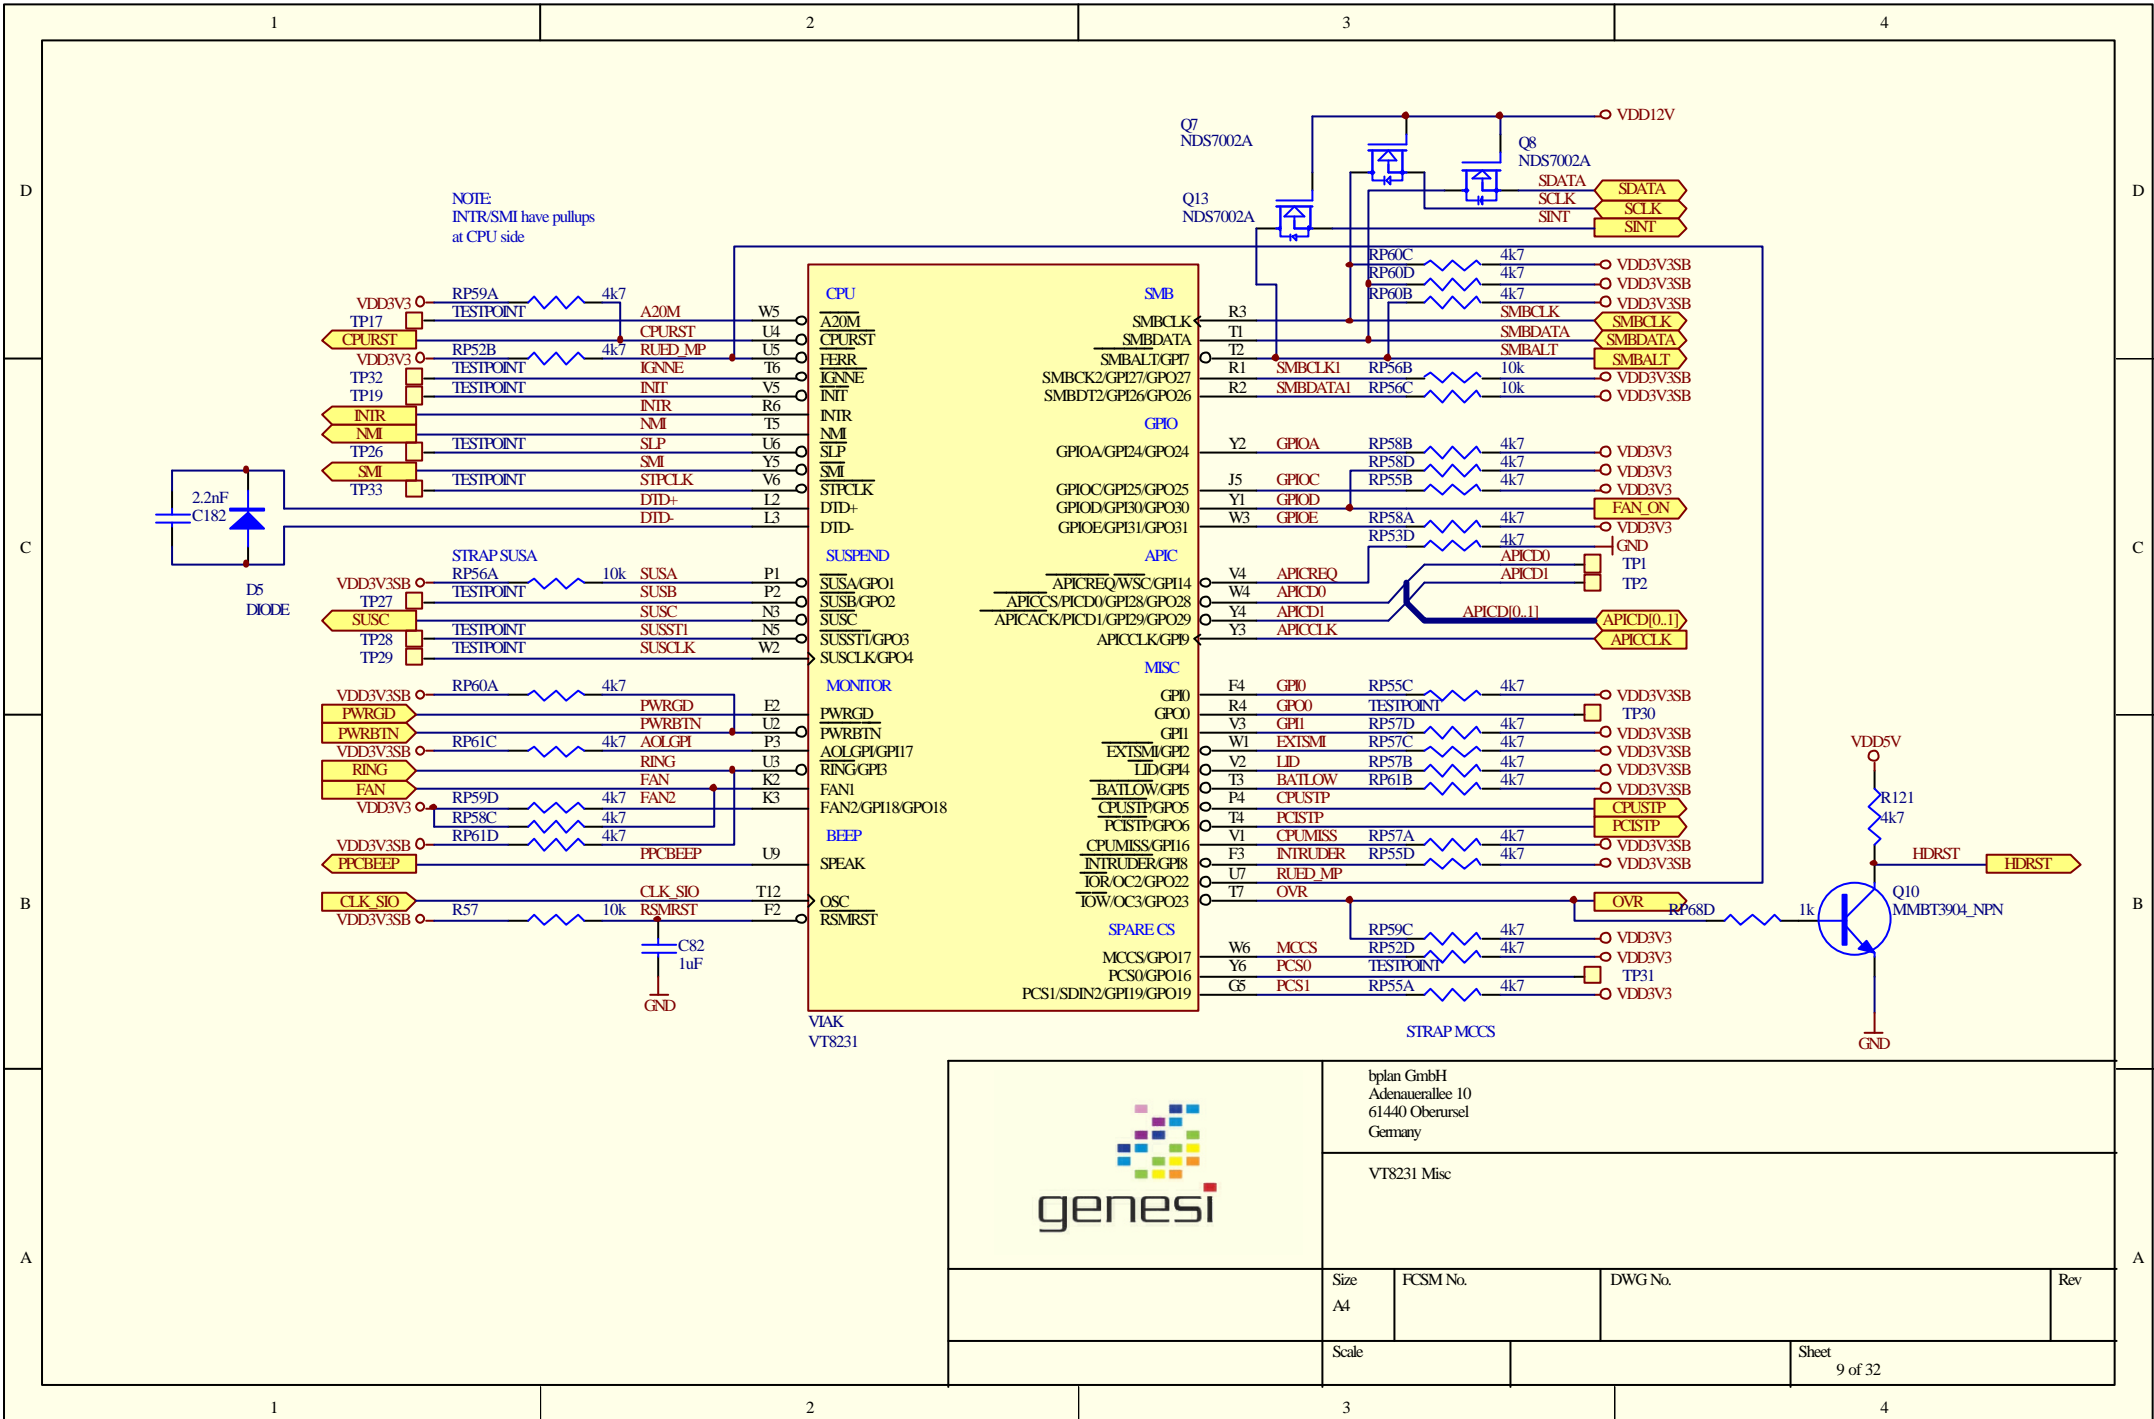 1 2 3 4
D D
C C
B B
A A
1 2 3 4
NOTE:
INTR/SMI have pullups
at CPU side
Q7
NDS7002A
Q8
NDS7002A
Q13
NDS7002A
VDD12V
SDATA SDATA
SCLK SCLK
SINT SINT
RP60C 4k7 VDD3V3SB
RP60D 4k7 VDD3V3SB
RP60B 4k7 VDD3V3SB
CPU
VDD3V3 RP59A 4k7
TP17 TESTPOINT A20M W5 A20M
CPURST CPURST U4 CPURST
VDD3V3 RP52B 4k7 RUED_MP U5 FERR
TP32 TESTPOINT IGNNE T6 IGNNE
TP19 TESTPOINT INIT V5 INIT
INTR INTR R6 INTR
NMI NMI T5 NMI
TP26 TESTPOINT SLP U6 SLP
SMI SMI Y5 SMI
TP33 TESTPOINT STPCLK V6 STPCLK
DTD+ L2 DTD+
DTD- L3 DTD-
2.2nF
C182
D5
DIODE
SUSPEND
STRAP SUSA
VDD3V3SB RP56A 10k SUSA P1 SUSA/GPO1
TP27 TESTPOINT SUSB P2 SUSB/GPO2
SUSC SUSC N3 SUSC
TP28 TESTPOINT SUSST1 N5 SUSST1/GPO3
TP29 TESTPOINT SUSCLK W2 SUSCLK/GPO4
MONITOR
VDD3V3SB RP60A 4k7
PWRGD PWRGD E2 PWRGD
PWRBTN PWRBTN U2 PWRBTN
VDD3V3SB RP61C 4k7 AOLGPI P3 AOLGPI/GPI17
RING RING U3 RING/GPI3
FAN FAN K2 FAN1
VDD3V3 RP59D 4k7 FAN2 K3 FAN2/GPI18/GPO18
RP58C 4k7
VDD3V3SB RP61D 4k7
BEEP
PPCBEEP PPCBEEP U9 SPEAK
CLK_SIO CLK_SIO T12 OSC
VDD3V3SB R57 10k RSMRST F2 RSMRST
C82
1uF
GND
VIAK
VT8231
SMB
SMBCLK R3 SMBCLK SMBCLK
SMBDATA T1 SMBDATA SMBDATA
SMBALT/GPI7 T2 SMBALT SMBALT
SMBCK2/GPI27/GPO27 R1 SMBCLK1 RP56B 10k VDD3V3SB
SMBDT2/GPI26/GPO26 R2 SMBDATA1 RP56C 10k VDD3V3SB
GPIO
GPIOA/GPI24/GPO24 Y2 GPIOA RP58B 4k7 VDD3V3
RP58D 4k7 VDD3V3
GPIOC/GPI25/GPO25 J5 GPIOC RP55B 4k7 VDD3V3
GPIOD/GPI30/GPO30 Y1 GPIOD FAN_ON
GPIOE/GPI31/GPO31 W3 GPIOE RP58A 4k7 VDD3V3
RP53D 4k7 GND
APIC
APICD0 TP1
APICREQ/WSC/GPI14 V4 APICREQ APICD1 TP2
APICCS/PICD0/GPI28/GPO28 W4 APICD0
APICACK/PICD1/GPI29/GPO29 Y4 APICD1 APICD[0..1] APICD[0..1]
APICCLK/GPI9 Y3 APICCLK APICCLK
MISC
GPI0 F4 GPI0 RP55C 4k7 VDD3V3SB
GPO0 R4 GPO0 TESTPOINT TP30
GPI1 V3 GPI1 RP57D 4k7 VDD3V3SB
EXTSMI/GPI2 W1 EXTSMI RP57C 4k7 VDD3V3SB
LID/GPI4 V2 LID RP57B 4k7 VDD3V3SB
BATLOW/GPI5 T3 BATLOW RP61B 4k7 VDD3V3SB
CPUSTP/GPO5 P4 CPUSTP CPUSTP
PCISTP/GPO6 T4 PCISTP PCISTP
CPUMISS/GPI16 V1 CPUMISS RP57A 4k7 VDD3V3SB
INTRUDER/GPI8 F3 INTRUDER RP55D 4k7 VDD3V3SB
IOR/OC2/GPO22 U7 RUED_MP
IOW/OC3/GPO23 T7 OVR OVR
SPARE CS
RP59C 4k7 VDD3V3
MCCS/GPO17 W6 MCCS RP52D 4k7 VDD3V3
PCS0/GPO16 Y6 PCS0 TESTPOINT TP31
PCS1/SDIN2/GPI19/GPO19 G5 PCS1 RP55A 4k7 VDD3V3
STRAP MCCS
VDD5V
R121
4k7
HDRST HDRST
RP68D 1k
Q10
MMBT3904_NPN
GND
genesi
bplan GmbH
Adenauerallee 10
61440 Oberursel
Germany
VT8231 Misc
Size FCSM No. DWG No. Rev
A4
Scale Sheet
9 of 32